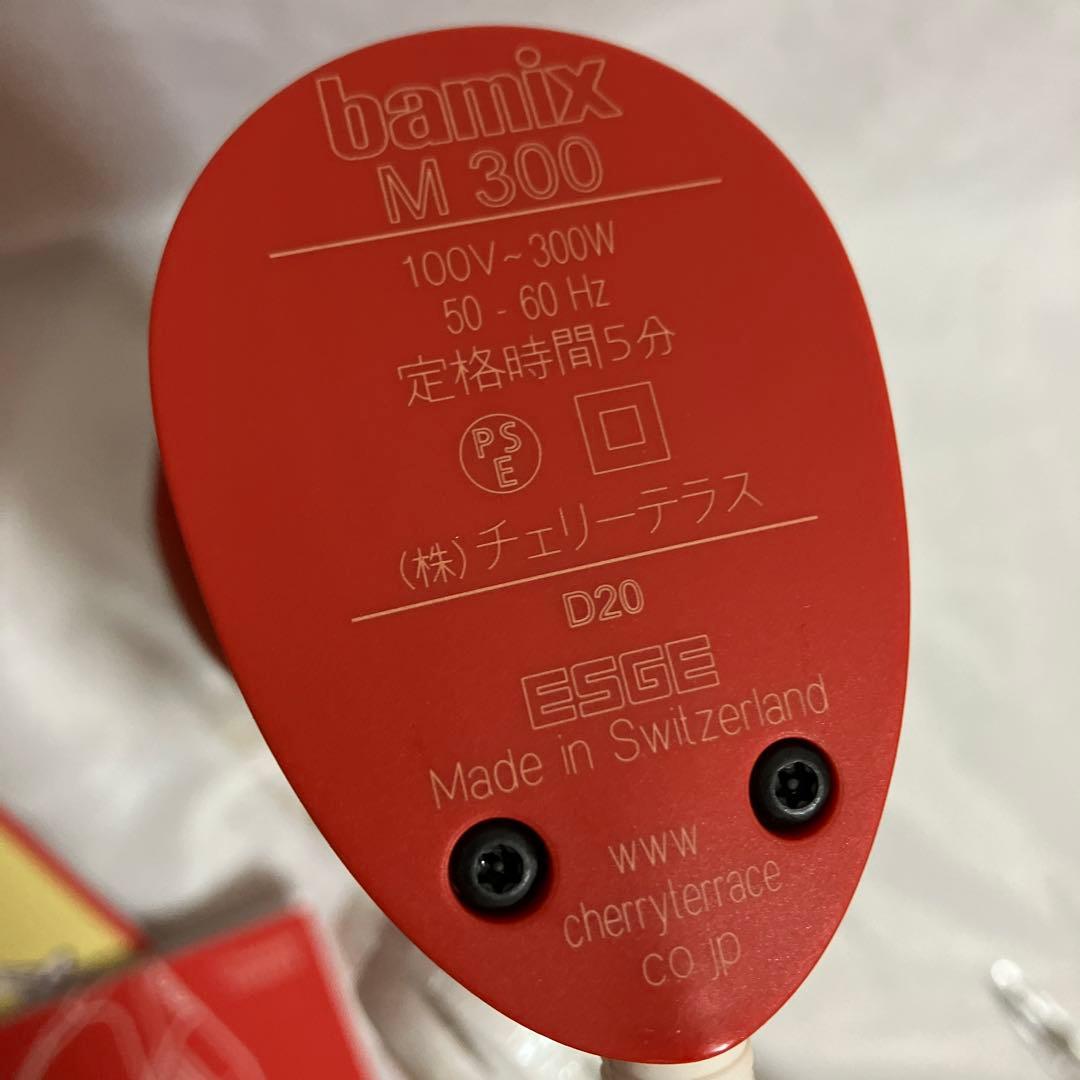 bamix
M 300
100V~300W
50 - 60 Hz
定格時間5分
PSE
(株)チェリーテラス
D20
ESGE
Made in Switzerland
www
cherryterrace
co jp